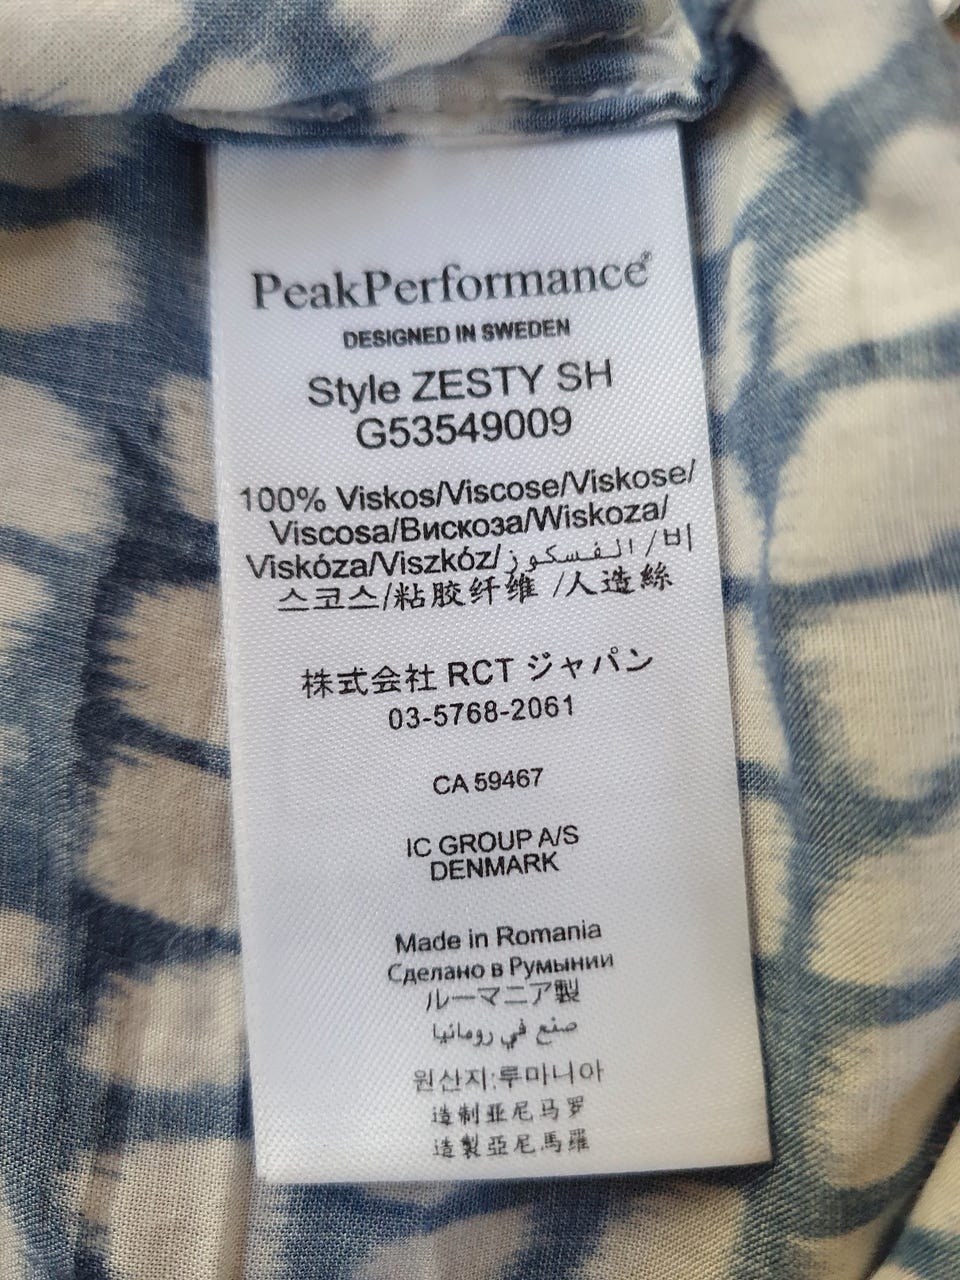 PeakPerformance®
DESIGNED IN SWEDEN
Style ZESTY SH
G53549009
100% Viskos/Viscose/Viskose/
Viscosa/Вискоза/Wiskoza/
Viskóza/Viszkóz/الفسكوز/비
스코스/粘胶纤维 /人造絲
株式会社 RCT ジャパン
03-5768-2061
CA 59467
IC GROUP A/S
DENMARK
Made in Romania
Сделано в Румынии
ルーマニア製
صنع في رومانيا
원산지:루마니아
造制亚尼马罗
造製亞尼馬羅